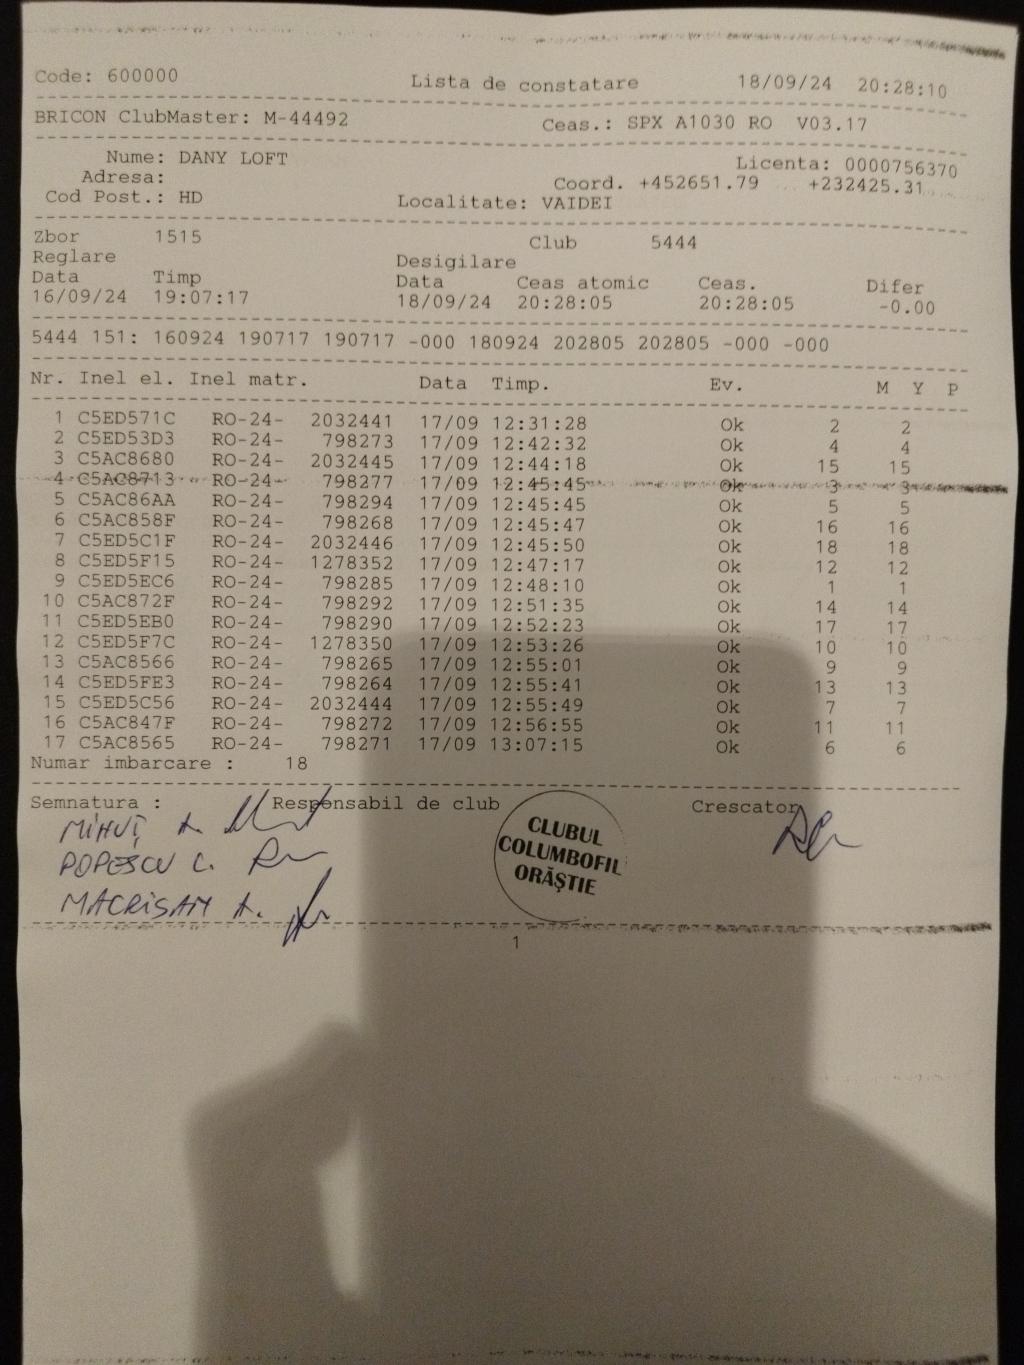 Code: 600000 Lista de constatare 18/09/24 20:28:10
BRICON ClubMaster: M-44492 Ceas.: SPX A1030 RO V03.17
Nume: DANY LOFT Licenta: 0000756370
Adresa: Coord. +452651.79 +232425.31
Cod Post.: HD Localitate: VAIDEI
Zbor 1515 Club 5444
Reglare Desigilare
Data Timp Data Ceas atomic Ceas. Difer
16/09/24 19:07:17 18/09/24 20:28:05 20:28:05 -0.00
5444 151: 160924 190717 190717 -000 180924 202805 202805 -000 -000
Nr. Inel el. Inel matr. Data Timp. Ev. M Y P
1 C5ED571C RO-24- 2032441 17/09 12:31:28 Ok 2 2
2 C5ED53D3 RO-24- 798273 17/09 12:42:32 Ok 4 4
3 C5AC8680 RO-24- 2032445 17/09 12:44:18 Ok 15 15
4 C5AC8713 RO-24- 798277 17/09 12:45:45 Ok 3 3
5 C5AC86AA RO-24- 798294 17/09 12:45:45 Ok 5 5
6 C5AC858F RO-24- 798268 17/09 12:45:47 Ok 16 16
7 C5ED5C1F RO-24- 2032446 17/09 12:45:50 Ok 18 18
8 C5ED5F15 RO-24- 1278352 17/09 12:47:17 Ok 12 12
9 C5ED5EC6 RO-24- 798285 17/09 12:48:10 Ok 1 1
10 C5AC872F RO-24- 798292 17/09 12:51:35 Ok 14 14
11 C5ED5EB0 RO-24- 798290 17/09 12:52:23 Ok 17 17
12 C5ED5F7C RO-24- 1278350 17/09 12:53:26 Ok 10 10
13 C5AC8566 RO-24- 798265 17/09 12:55:01 Ok 9 9
14 C5ED5FE3 RO-24- 798264 17/09 12:55:41 Ok 13 13
15 C5ED5C56 RO-24- 2032444 17/09 12:55:49 Ok 7 7
16 C5AC847F RO-24- 798272 17/09 12:56:55 Ok 11 11
17 C5AC8565 RO-24- 798271 17/09 13:07:15 Ok 6 6
Numar imbarcare : 18
Semnatura : Responsabil de club Crescator
MIHUȚ A.
POPESCU C.
MACRISAN A.
CLUBUL
COLUMBOFIL
ORĂȘTIE
1